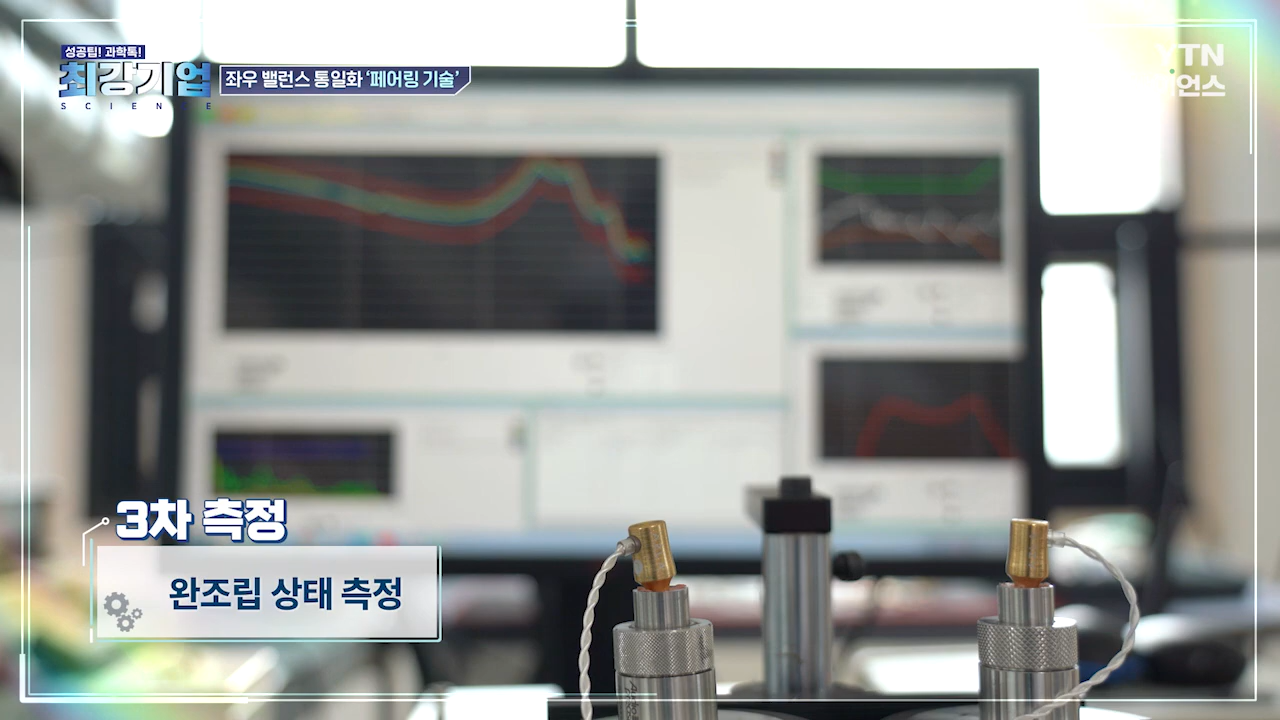 성공팁! 과학톡!
최강기업
SCIENCE
좌우 밸런스 통일화 ‘페어링 기술’
YTN
언스
3차 측정
완조립 상태 측정